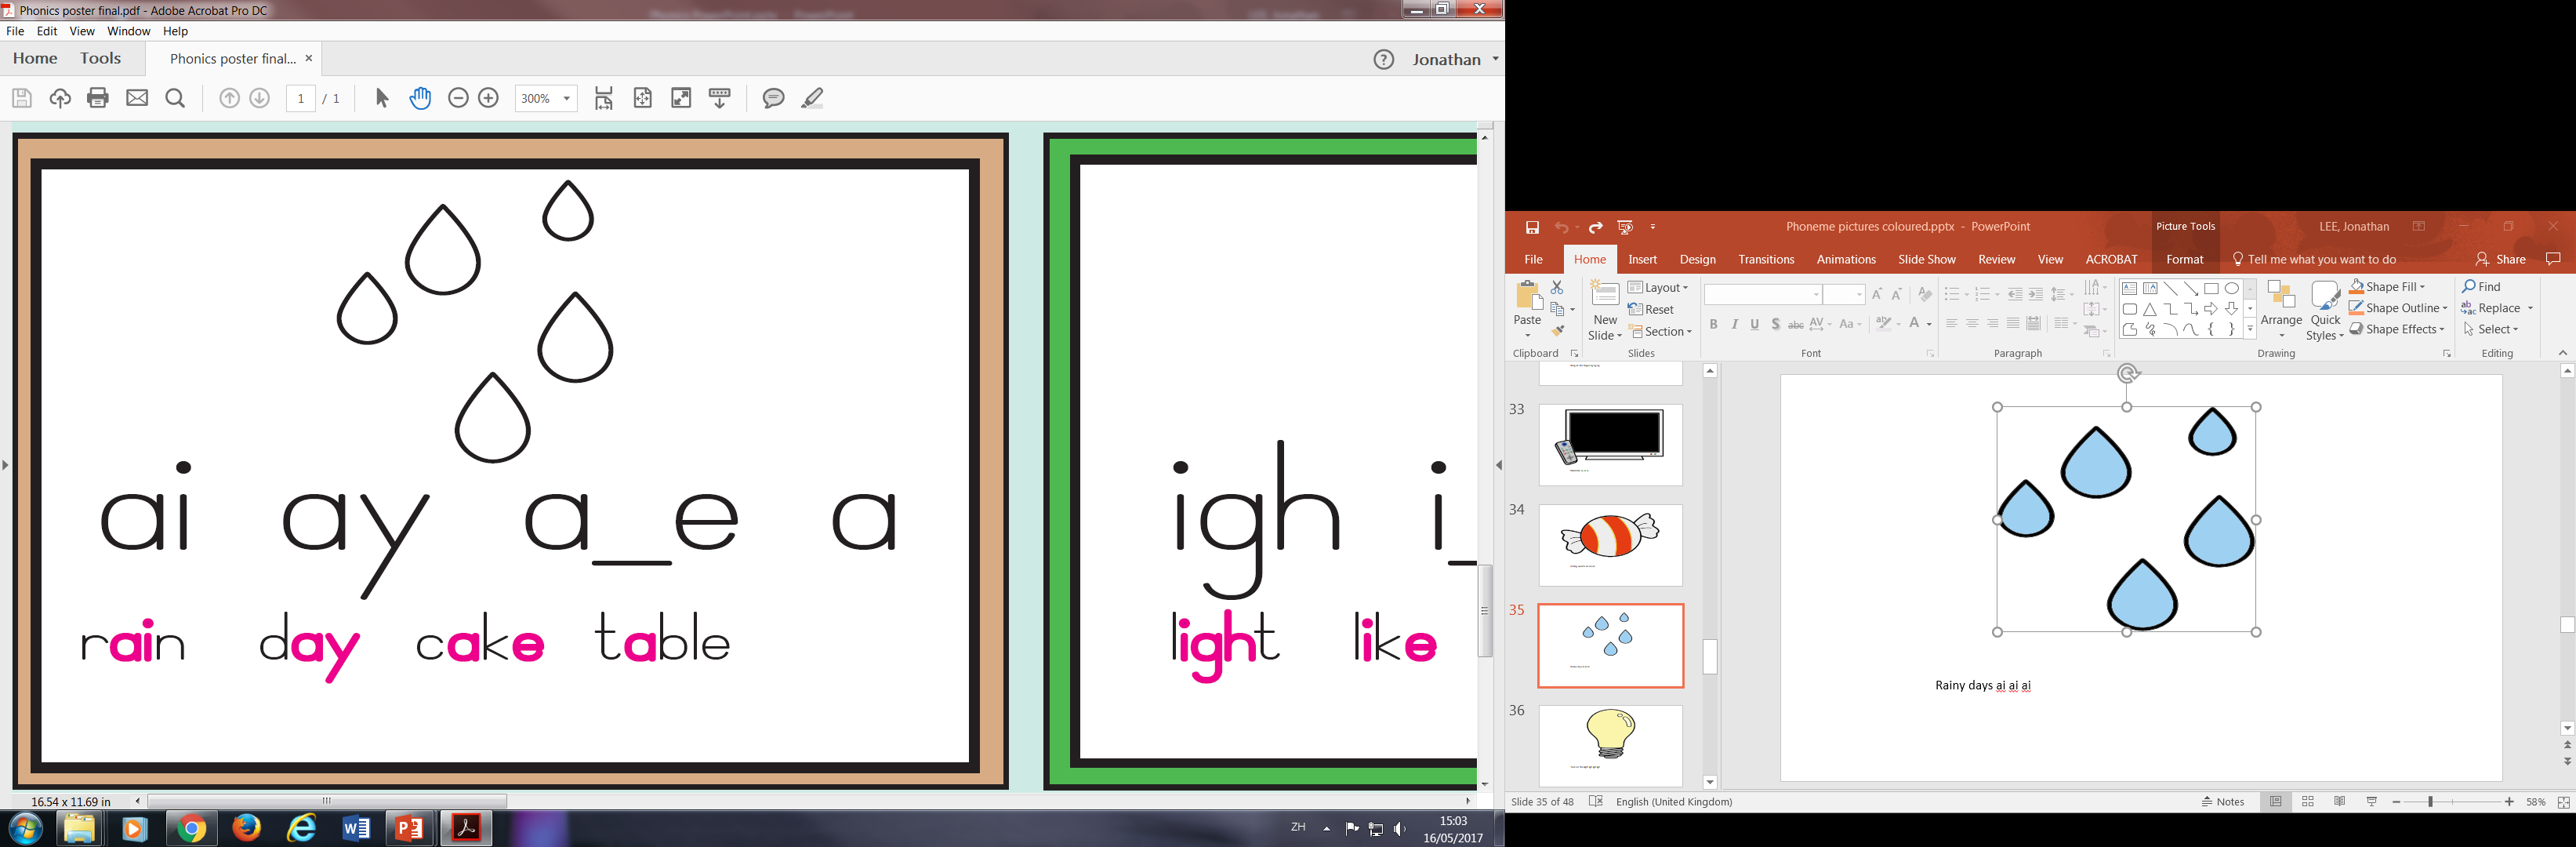 Phonics poster final.pdf - Adobe Acrobat Pro DC
File Edit View Window Help
Home Tools Phonics poster final... ×
Jonathan
1 / 1
300%
ai ay a_e a
rain day cake table
igh i_
light like
16.54 x 11.69 in
ZH
15:03
16/05/2017
Phoneme pictures coloured.pptx - PowerPoint
Picture Tools
LEE, Jonathan
File Home Insert Design Transitions Animations Slide Show Review View ACROBAT Format Tell me what you want to do Share
Paste
New Slide
Layout
Reset
Section
B I U S abc AV Aa A
Arrange
Quick Styles
Shape Fill
Shape Outline
Shape Effects
Find
Replace
Select
Clipboard Slides Font Paragraph Drawing Editing
33
34
35
36
Rainy days ai ai ai
Slide 35 of 48 English (United Kingdom)
Notes
58%